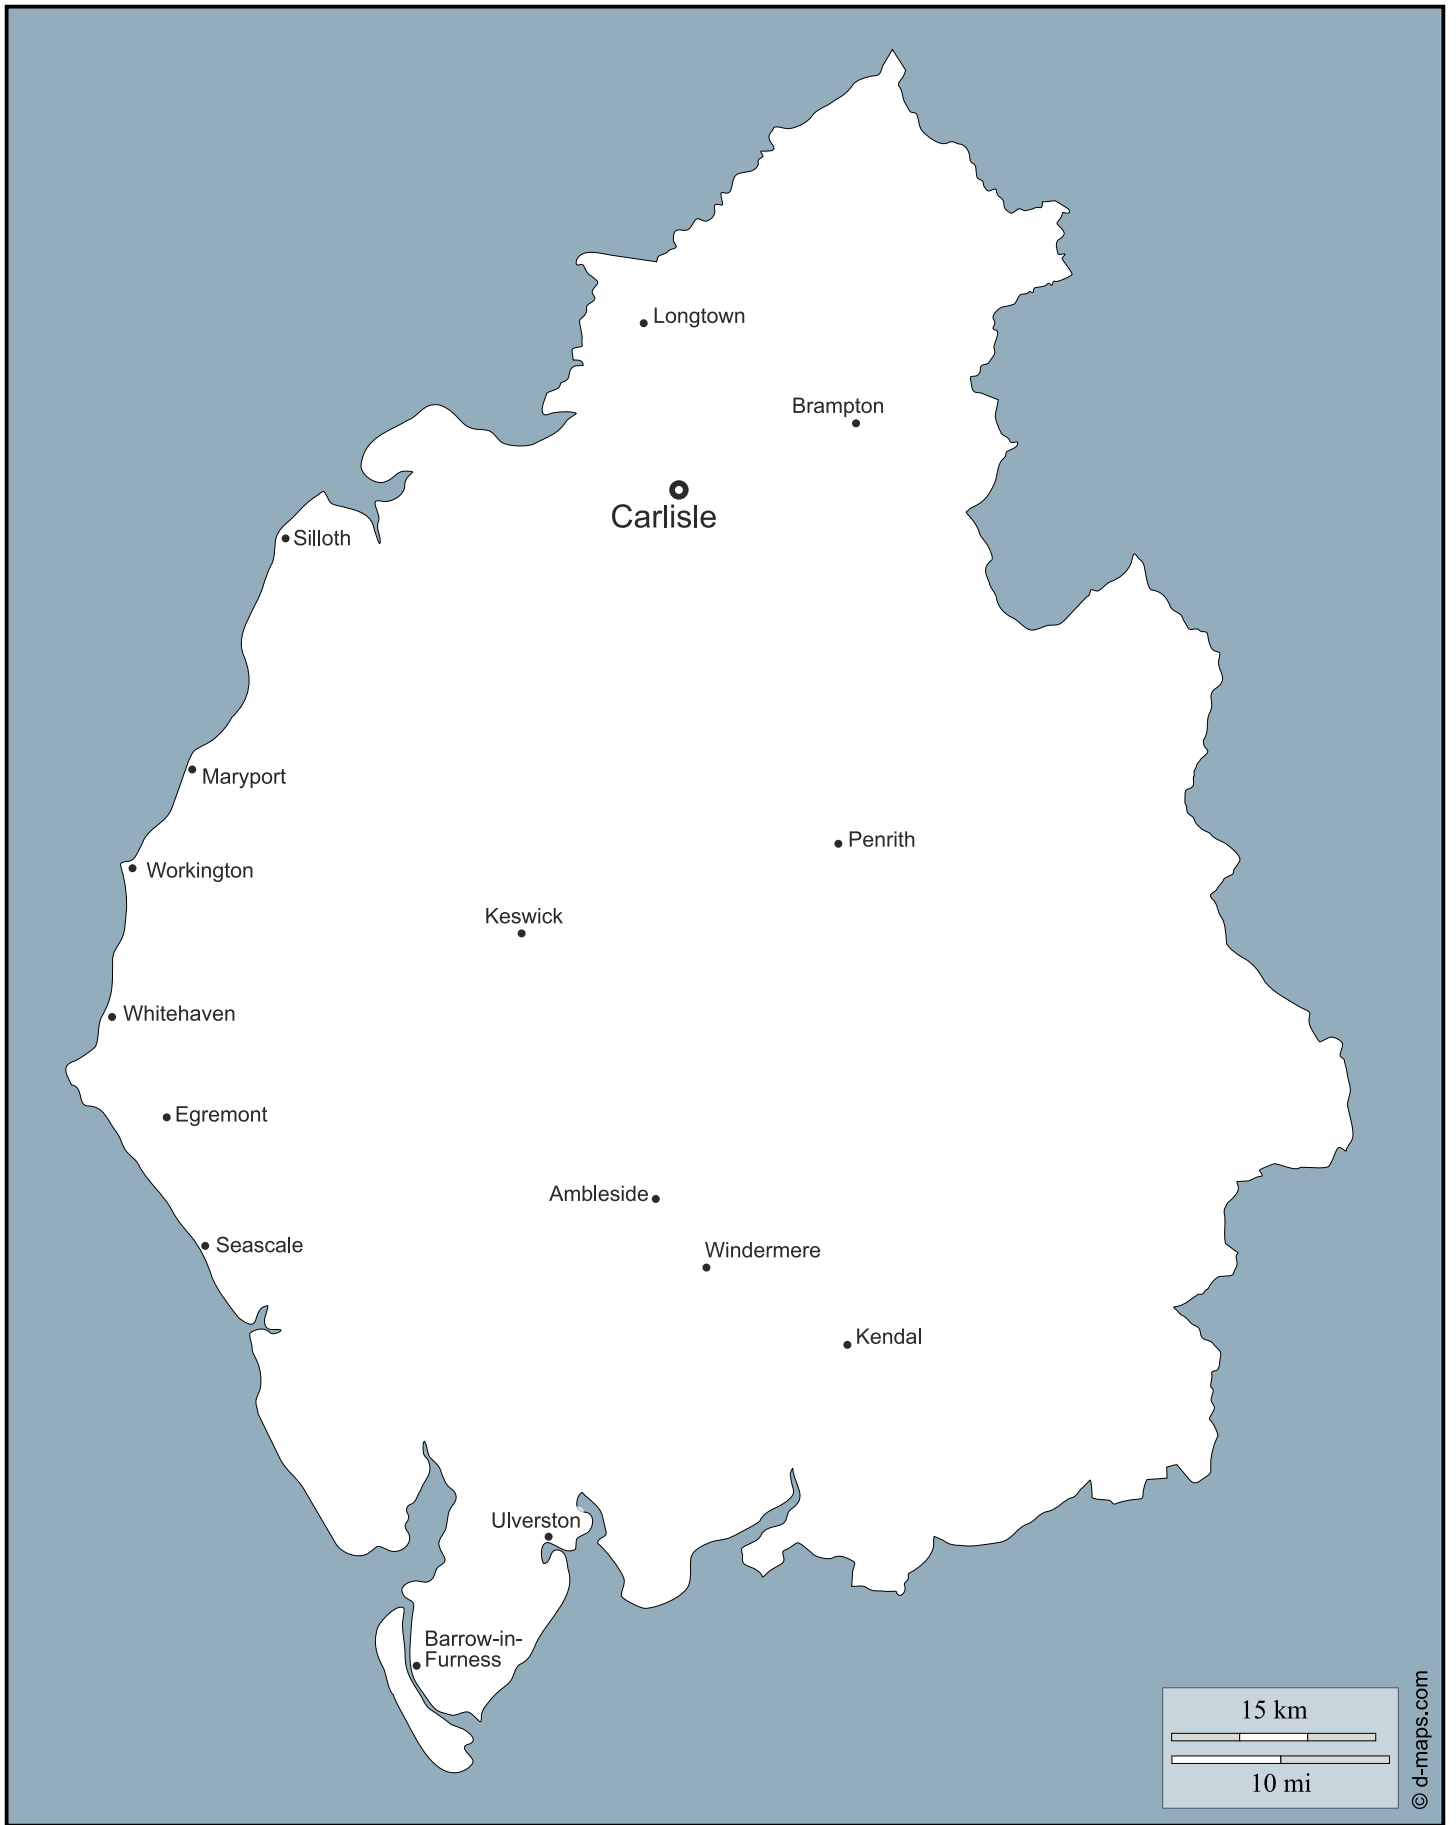 Longtown
Brampton
Carlisle
Silloth
Maryport
Penrith
Workington
Keswick
Whitehaven
Egremont
Ambleside
Seascale
Windermere
Kendal
Ulverston
Barrow-in-
Furness
15 km
10 mi
© d-maps.com